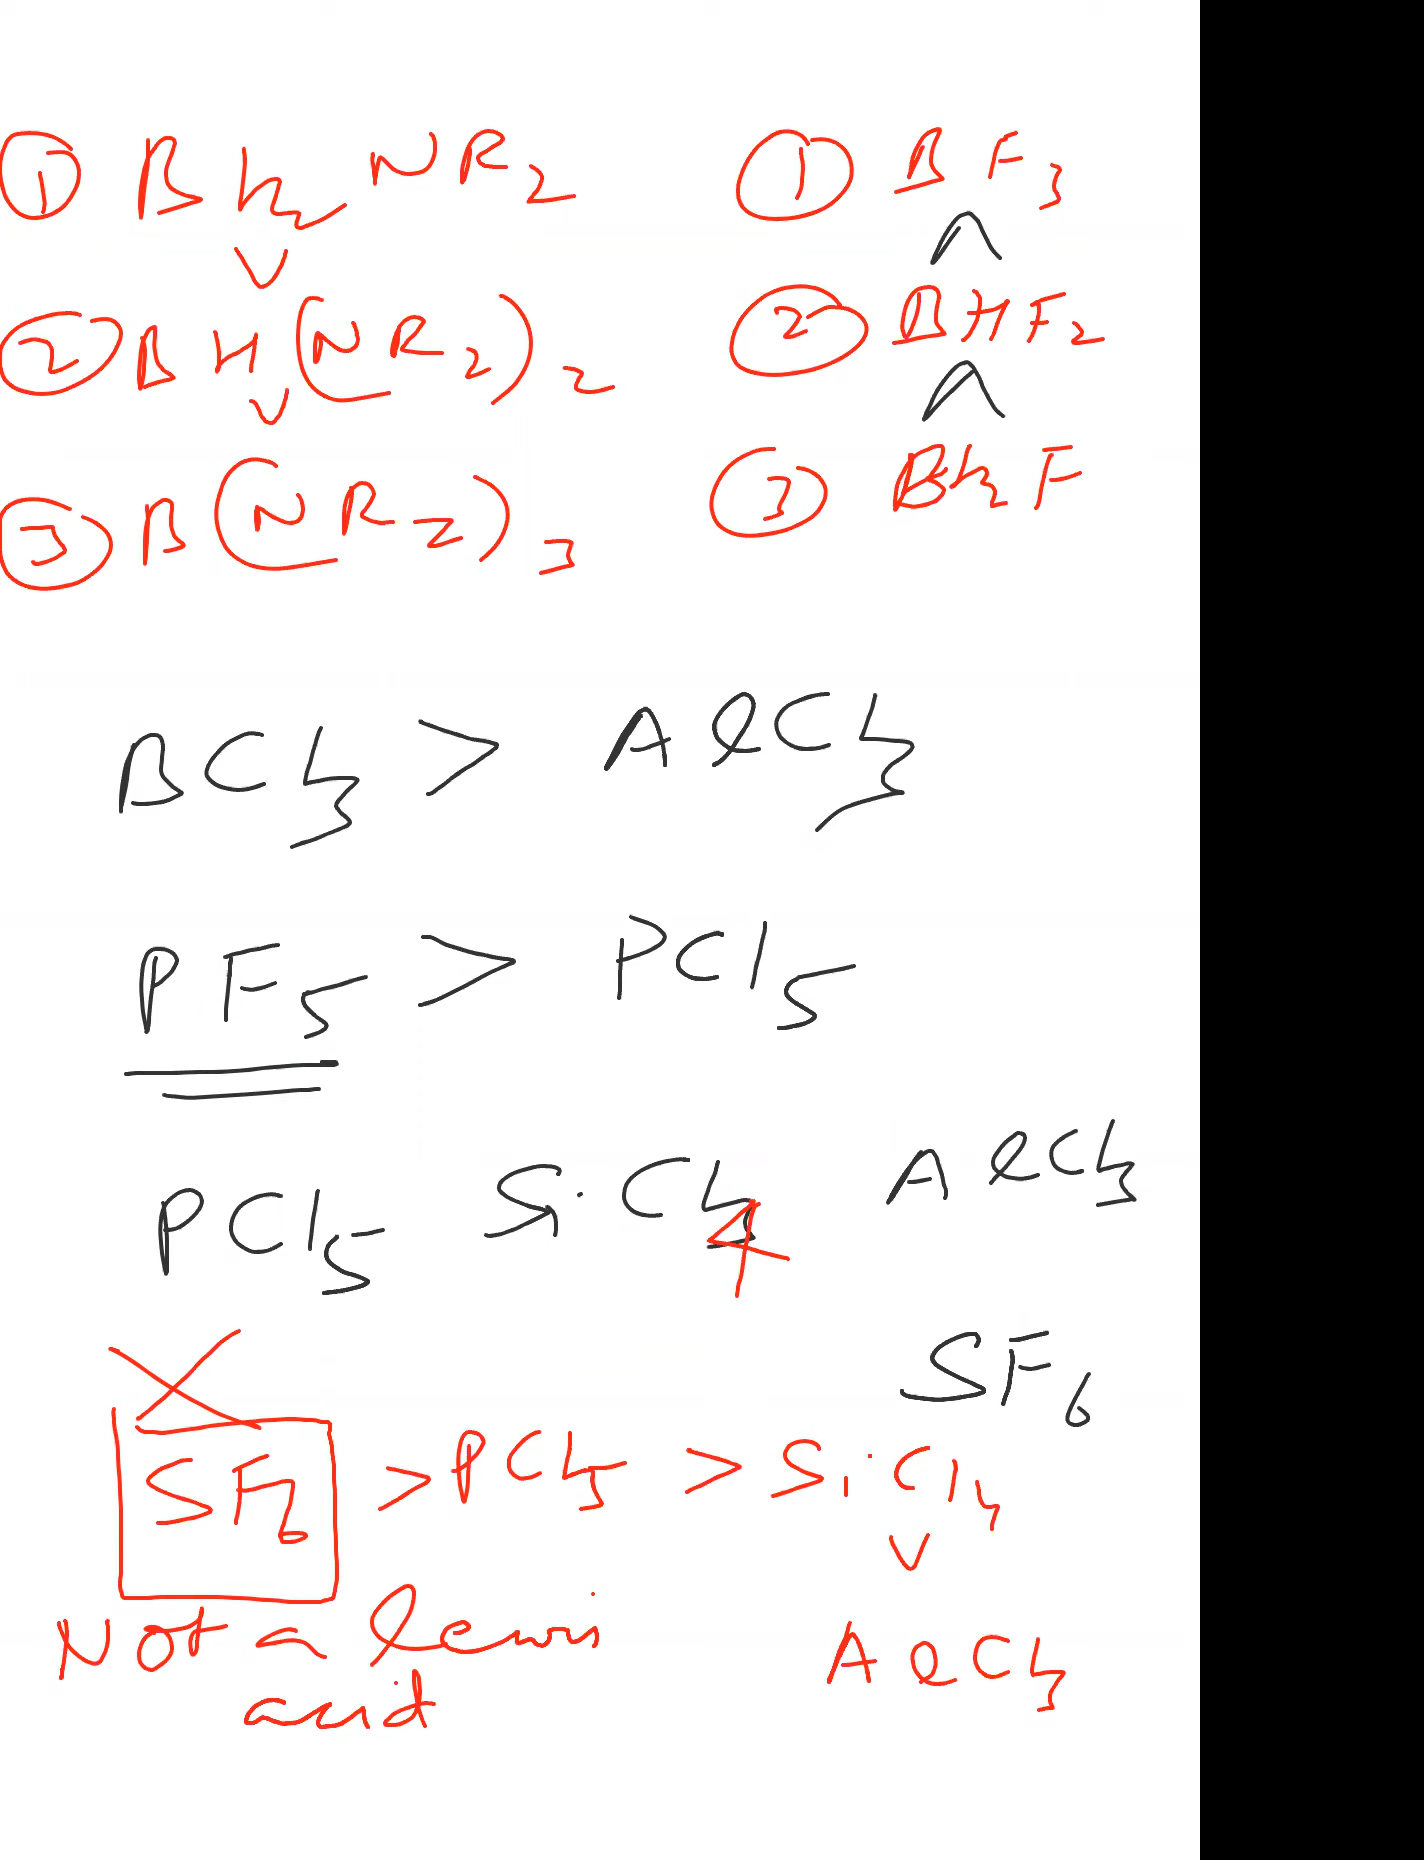 ① BH₂NR₂ ① BF₃
∨ ∧
② BH(NR₂)₂ ② BHF₂
∨ ∧
③ B(NR₂)₃ ③ BH₂F
BCl₃ > AlCl₃
PF₅ > PCl₅
PCl₅ SiCl₄ AlCl₃
SF₆
SF₆ > PCl₅ > SiCl₄
∨
Not a lewis AlCl₃
acid